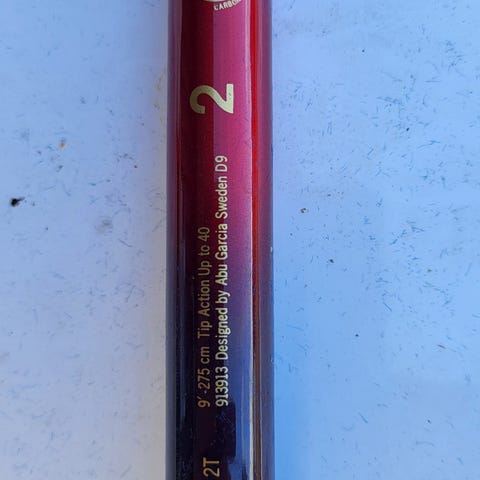 2
9'-275 cm Tip Action Up to 40
913913 Designed by Abu Garcia Sweden D9
2T